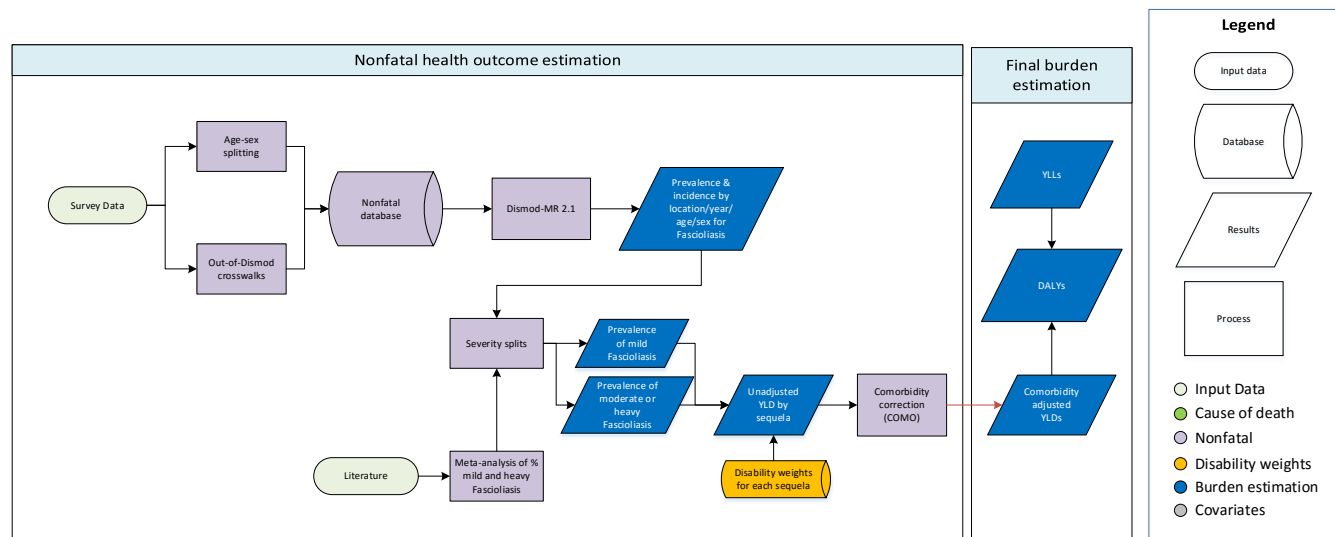 Nonfatal health outcome estimation
Final burden
estimation
Legend
Input data
Database
Results
Process
Input Data
Cause of death
Nonfatal
Disability weights
Burden estimation
Covariates
Survey Data
Age-sex
splitting
Out-of-Dismod
crosswalks
Nonfatal
database
Dismod-MR 2.1
Prevalence &
incidence by
location/year/
age/sex for
Fascioliasis
Severity splits
Prevalence
of mild
Fascioliasis
Prevalence of
moderate or
heavy
Fascioliasis
Literature
Meta-analysis of %
mild and heavy
Fascioliasis
Unadjusted
YLD by
sequela
Disability weights
for each sequela
Comorbidity
correction
(COMO)
YLLs
DALYs
Comorbidity
adjusted
YLDs